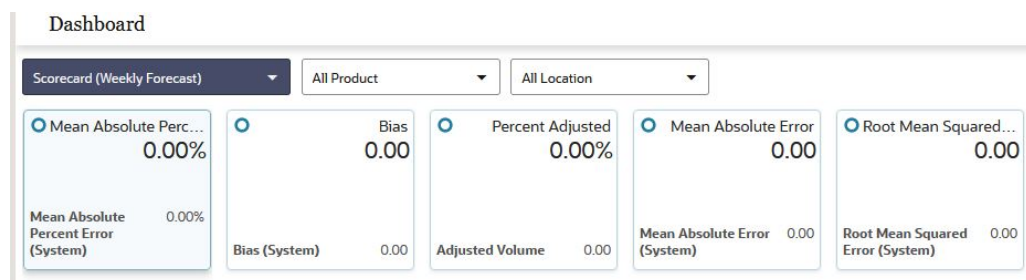 Dashboard
Scorecard (Weekly Forecast)
All Product
All Location
Mean Absolute Perc...
0.00%
Mean Absolute 0.00%
Percent Error
(System)
Bias
0.00
Bias (System) 0.00
Percent Adjusted
0.00%
Adjusted Volume 0.00
Mean Absolute Error
0.00
Mean Absolute Error 0.00
(System)
Root Mean Squared...
0.00
Root Mean Squared 0.00
Error (System)